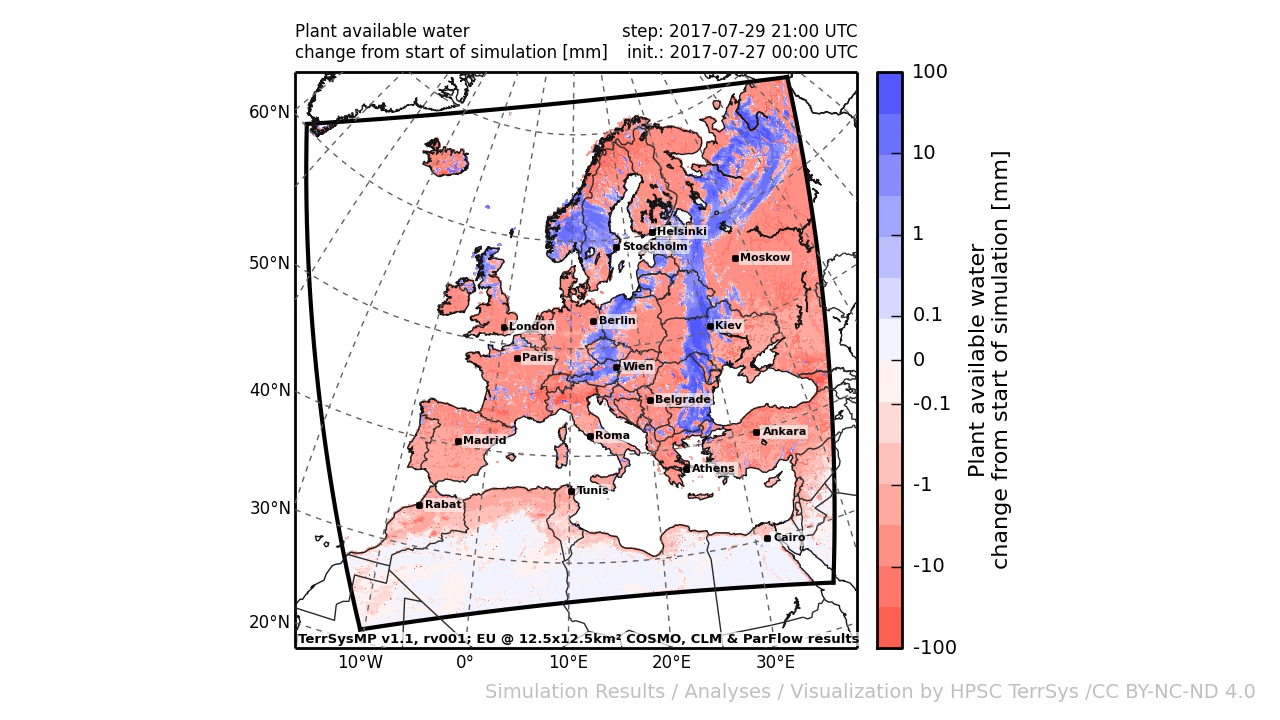 Plant available water
change from start of simulation [mm]
step: 2017-07-29 21:00 UTC
init.: 2017-07-27 00:00 UTC
60°N
50°N
40°N
30°N
20°N
10°W
0°
10°E
20°E
30°E
Helsinki
Stockholm
Moskow
London
Berlin
Kiev
Paris
Wien
Belgrade
Madrid
Roma
Ankara
Athens
Tunis
Rabat
Cairo
TerrSysMP v1.1, rv001; EU @ 12.5x12.5km² COSMO, CLM & ParFlow results
100
10
1
0.1
0
-0.1
-1
-10
-100
Plant available water
change from start of simulation [mm]
Simulation Results / Analyses / Visualization by HPSC TerrSys /CC BY-NC-ND 4.0